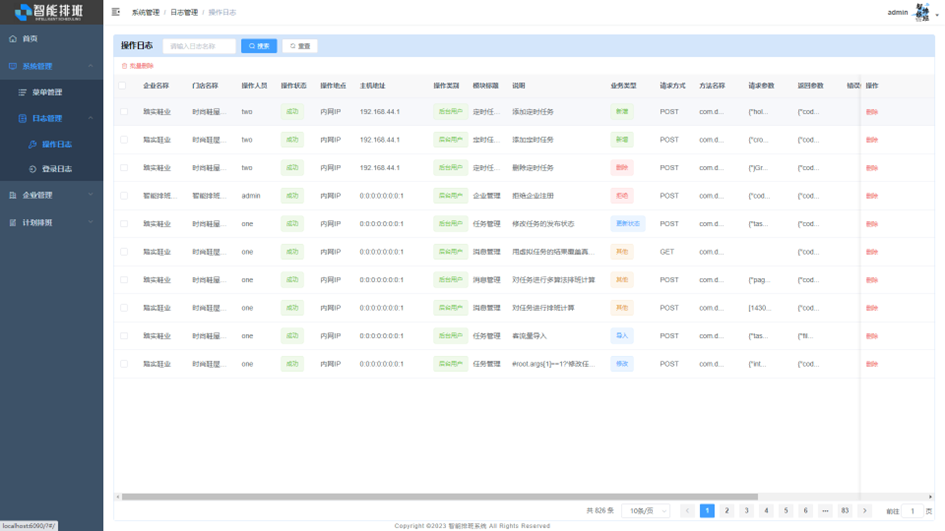 智能排班
首页
系统管理
菜单管理
日志管理
操作日志
登录日志
企业管理
计划排班
系统管理 / 日志管理 / 操作日志
admin
操作日志 请输入日志名称 搜索 重置
批量删除
企业名称 门店名称 操作人员 操作状态 操作地点 主机地址 操作类别 模块标题 说明 业务类型 请求方式 方法名称 请求参数 返回参数 操作
踏实鞋业 时尚鞋屋... two 成功 内网IP 192.168.44.1 后台用户 定时任... 添加定时任务 新增 POST com.d... {"hol... {"cod... 删除
踏实鞋业 时尚鞋屋... two 成功 内网IP 192.168.44.1 后台用户 定时任... 添加定时任务 新增 POST com.d... {"cro... {"cod... 删除
踏实鞋业 时尚鞋屋... two 成功 内网IP 192.168.44.1 后台用户 定时任... 删除定时任务 删除 POST com.d... {"jGr... {"cod... 删除
智能排班... 智能排班... admin 成功 内网IP 0:0:0:0:0:0:0:1 后台用户 企业管理 拒绝企业注册 拒绝 POST com.d... {"cod... {"cod... 删除
踏实鞋业 时尚鞋屋... one 成功 内网IP 0:0:0:0:0:0:0:1 后台用户 任务管理 修改任务的发布状态 更新状态 POST com.d... {"tas... {"cod... 删除
踏实鞋业 时尚鞋屋... one 成功 内网IP 0:0:0:0:0:0:0:1 后台用户 消息管理 用虚拟任务的结果覆盖真... 其他 GET com.d... {"cod... 删除
踏实鞋业 时尚鞋屋... one 成功 内网IP 0:0:0:0:0:0:0:1 后台用户 消息管理 对任务进行多算法排班计算 其他 POST com.d... {"pag... {"cod... 删除
踏实鞋业 时尚鞋屋... one 成功 内网IP 0:0:0:0:0:0:0:1 后台用户 消息管理 对任务进行排班计算 其他 POST com.d... [1430... {"cod... 删除
踏实鞋业 时尚鞋屋... one 成功 内网IP 0:0:0:0:0:0:0:1 后台用户 任务管理 客流量导入 导入 POST com.d... {"tas... {"fil... 删除
踏实鞋业 时尚鞋屋... one 成功 内网IP 0:0:0:0:0:0:0:1 后台用户 任务管理 #root.args[1]==1?'修改任... 修改 POST com.d... {"int... {"cod... 删除
共 826 条 10条/页 1 2 3 4 5 6 ... 83 前往 1 页
Copyright ©2023 智能排班系统 All Rights Reserved
localhost:6090/?#/